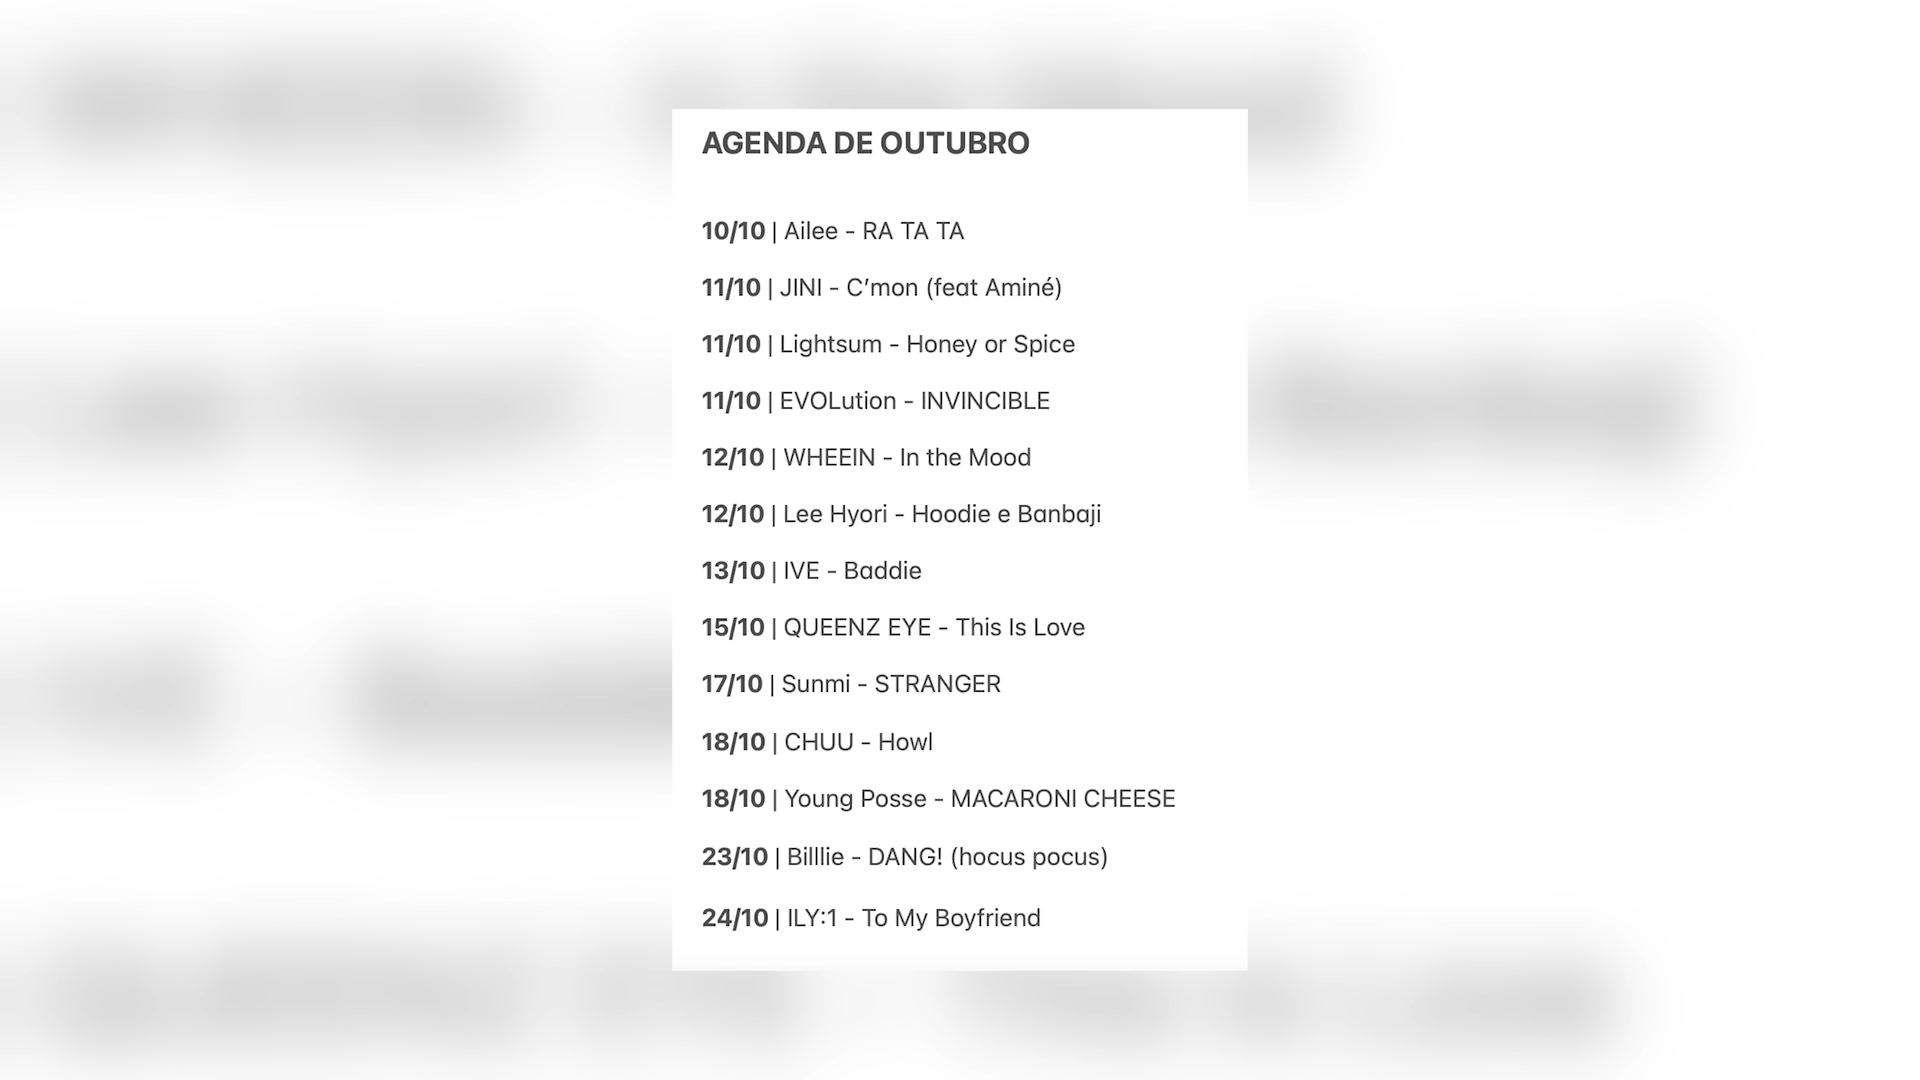 AGENDA DE OUTUBRO
10/10 | Ailee - RA TA TA
11/10 | JINI - C’mon (feat Aminé)
11/10 | Lightsum - Honey or Spice
11/10 | EVOLution - INVINCIBLE
12/10 | WHEEIN - In the Mood
12/10 | Lee Hyori - Hoodie e Banbaji
13/10 | IVE - Baddie
15/10 | QUEENZ EYE - This Is Love
17/10 | Sunmi - STRANGER
18/10 | CHUU - Howl
18/10 | Young Posse - MACARONI CHEESE
23/10 | Billlie - DANG! (hocus pocus)
24/10 | ILY:1 - To My Boyfriend